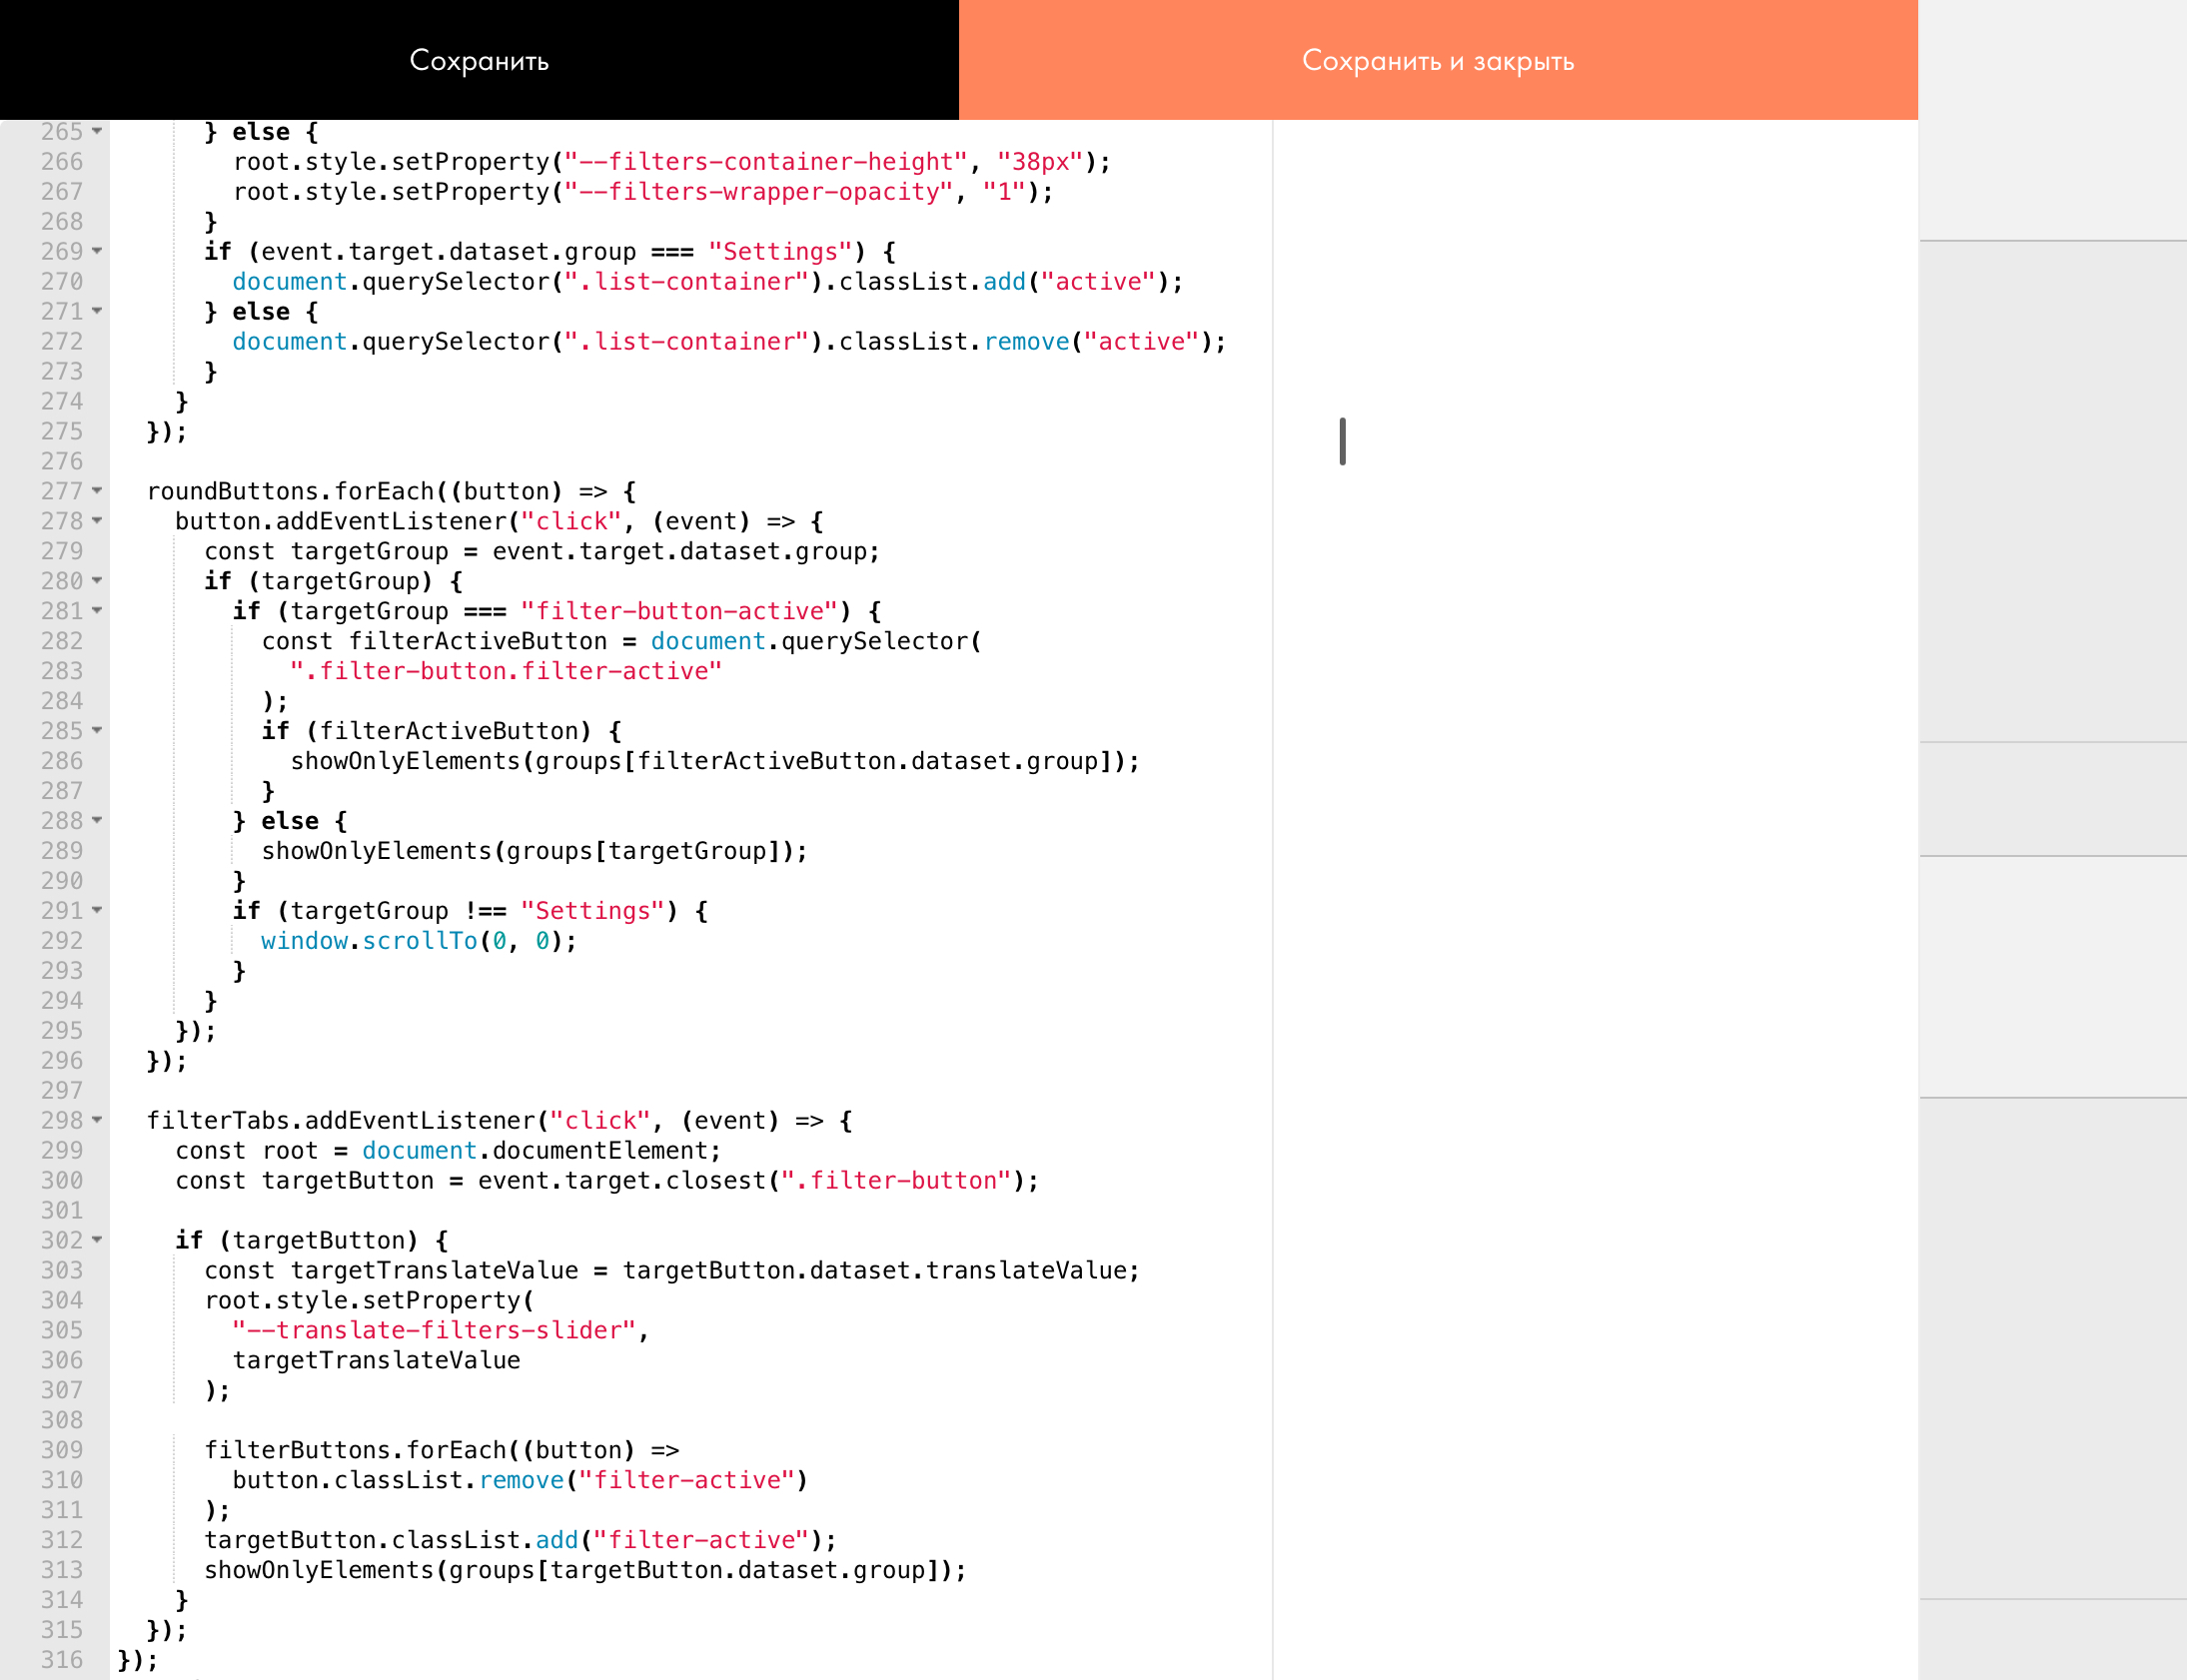 Сохранить
Сохранить и закрыть
265 } else {
266 root.style.setProperty("--filters-container-height", "38px");
267 root.style.setProperty("--filters-wrapper-opacity", "1");
268 }
269 if (event.target.dataset.group === "Settings") {
270 document.querySelector(".list-container").classList.add("active");
271 } else {
272 document.querySelector(".list-container").classList.remove("active");
273 }
274 }
275 });
276
277 roundButtons.forEach((button) => {
278 button.addEventListener("click", (event) => {
279 const targetGroup = event.target.dataset.group;
280 if (targetGroup) {
281 if (targetGroup === "filter-button-active") {
282 const filterActiveButton = document.querySelector(
283 ".filter-button.filter-active"
284 );
285 if (filterActiveButton) {
286 showOnlyElements(groups[filterActiveButton.dataset.group]);
287 }
288 } else {
289 showOnlyElements(groups[targetGroup]);
290 }
291 if (targetGroup !== "Settings") {
292 window.scrollTo(0, 0);
293 }
294 }
295 });
296 });
297
298 filterTabs.addEventListener("click", (event) => {
299 const root = document.documentElement;
300 const targetButton = event.target.closest(".filter-button");
301
302 if (targetButton) {
303 const targetTranslateValue = targetButton.dataset.translateValue;
304 root.style.setProperty(
305 "--translate-filters-slider",
306 targetTranslateValue
307 );
308
309 filterButtons.forEach((button) =>
310 button.classList.remove("filter-active")
311 );
312 targetButton.classList.add("filter-active");
313 showOnlyElements(groups[targetButton.dataset.group]);
314 }
315 });
316 });